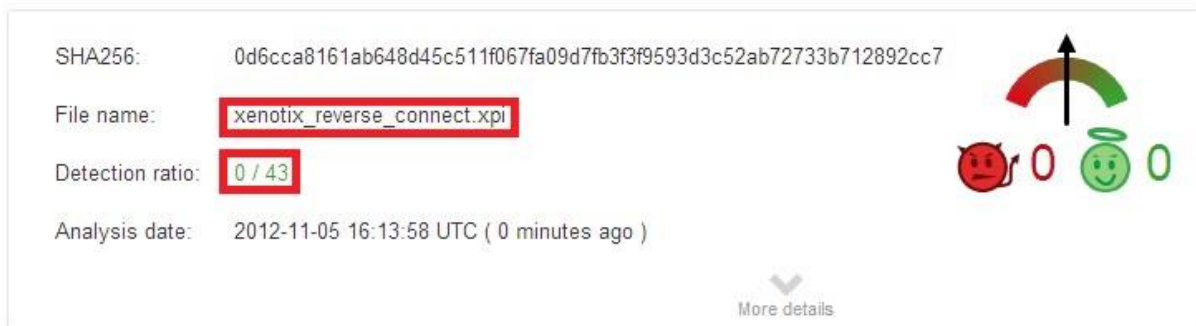 SHA256: 0d6cca8161ab648d45c511f067fa09d7fb3f3f9593d3c52ab72733b712892cc7
File name: xenotix_reverse_connect.xpi
Detection ratio: 0 / 43
0 0
Analysis date: 2012-11-05 16:13:58 UTC ( 0 minutes ago )
More details